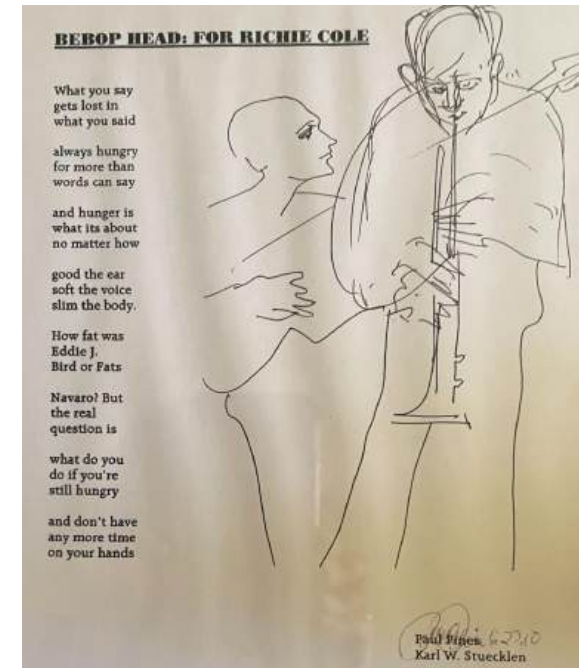 BEBOP HEAD: FOR RICHIE COLE
What you say
gets lost in
what you said
always hungry
for more than
words can say
and hunger is
what its about
no matter how
good the ear
soft the voice
slim the body.
How fat was
Eddie J.
Bird or Fats
Navaro? But
the real
question is
what do you
do if you're
still hungry
and don't have
any more time
on your hands
Paul Pines
Karl W. Stuecklen